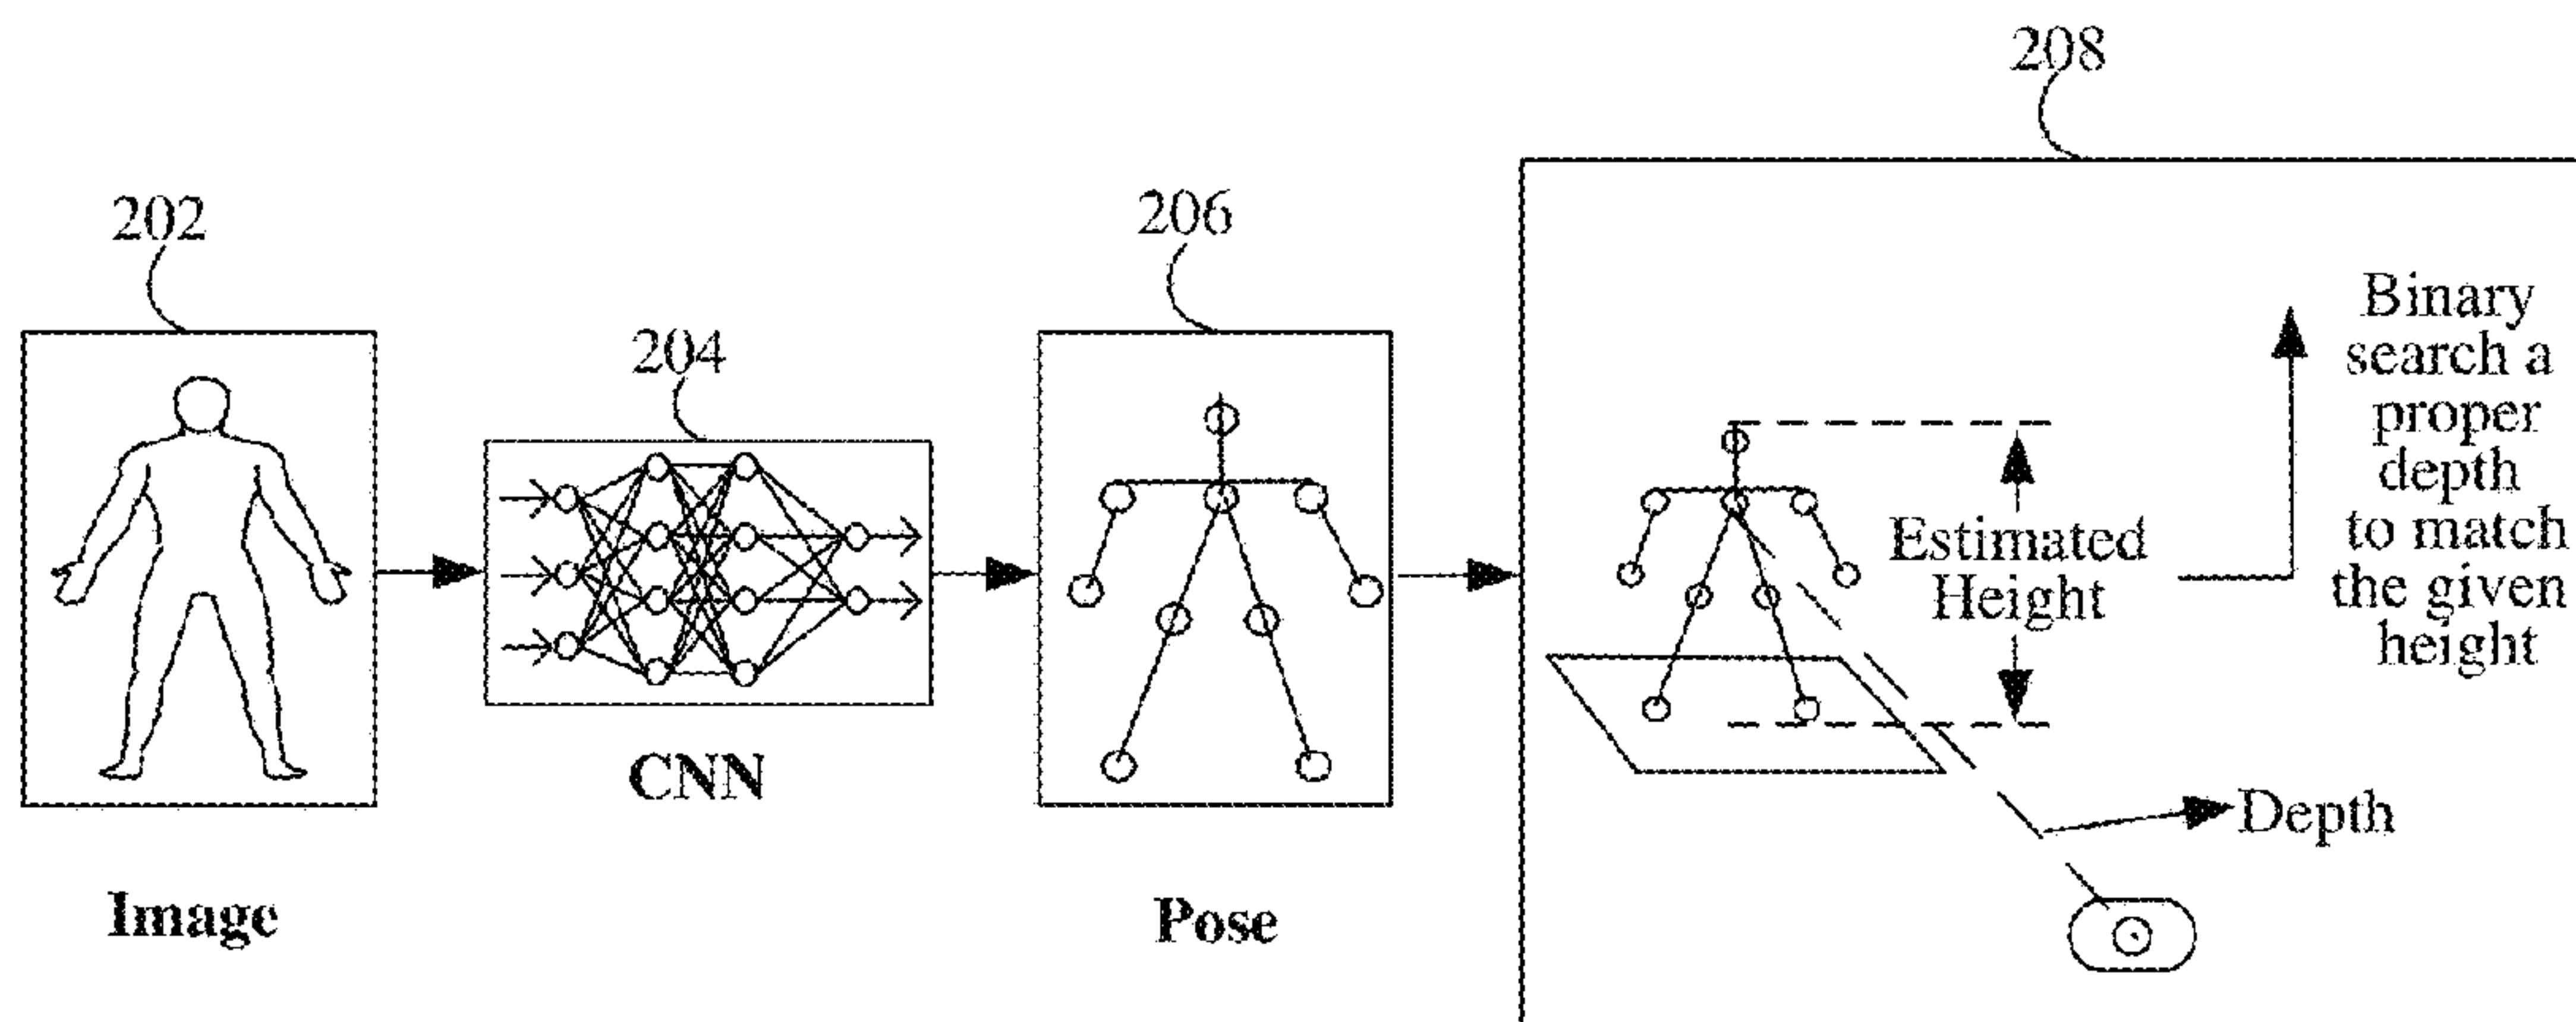 208
202
206
204
Binary
search a
proper
depth
to match
the given
height
Estimated
Height
CNN
Depth
Image
Pose